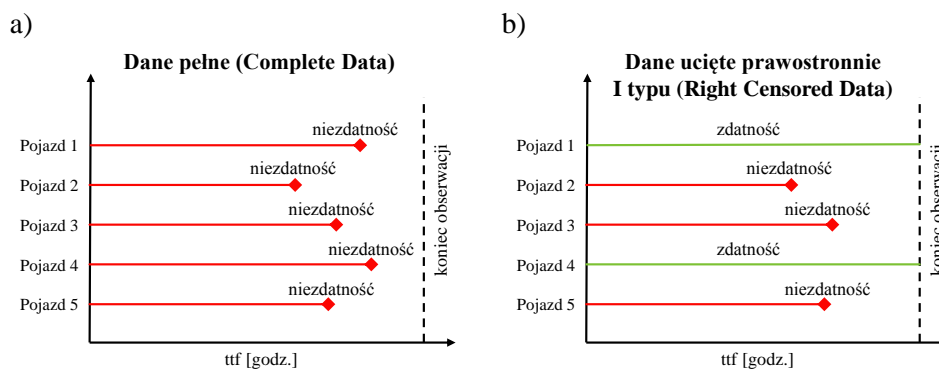 a)
Dane pełne (Complete Data)
niezdatność
Pojazd 1
niezdatność
Pojazd 2
niezdatność
Pojazd 3
niezdatność
Pojazd 4
niezdatność
Pojazd 5
koniec obserwacji
ttf [godz.]
b)
Dane ucięte prawostronnie
I typu (Right Censored Data)
zdatność
Pojazd 1
niezdatność
Pojazd 2
niezdatność
Pojazd 3
zdatność
Pojazd 4
niezdatność
Pojazd 5
koniec obserwacji
ttf [godz.]